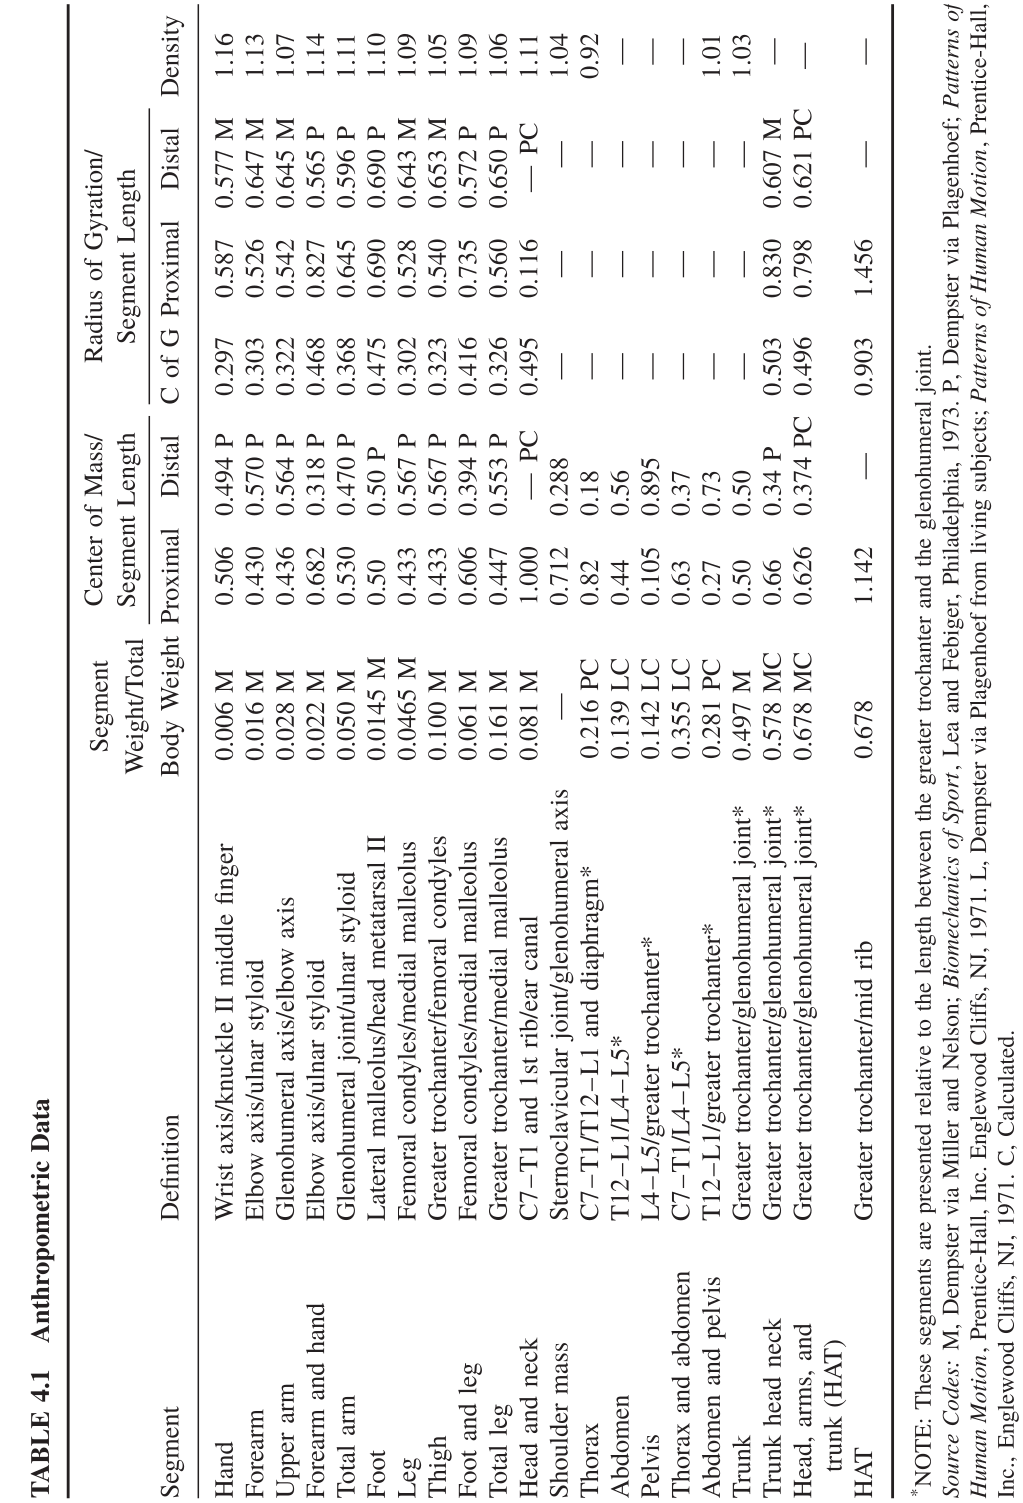 TABLE 4.1 Anthropometric Data
Segment Center of Mass/ Radius of Gyration/
Weight/Total Segment Length Segment Length
Segment Definition Body Weight Proximal Distal C of G Proximal Distal Density
Hand Wrist axis/knuckle II middle finger 0.006 M 0.506 0.494 P 0.297 0.587 0.577 M 1.16
Forearm Elbow axis/ulnar styloid 0.016 M 0.430 0.570 P 0.303 0.526 0.647 M 1.13
Upper arm Glenohumeral axis/elbow axis 0.028 M 0.436 0.564 P 0.322 0.542 0.645 M 1.07
Forearm and hand Elbow axis/ulnar styloid 0.022 M 0.682 0.318 P 0.468 0.827 0.565 P 1.14
Total arm Glenohumeral joint/ulnar styloid 0.050 M 0.530 0.470 P 0.368 0.645 0.596 P 1.11
Foot Lateral malleolus/head metatarsal II 0.0145 M 0.50 0.50 P 0.475 0.690 0.690 P 1.10
Leg Femoral condyles/medial malleolus 0.0465 M 0.433 0.567 P 0.302 0.528 0.643 M 1.09
Thigh Greater trochanter/femoral condyles 0.100 M 0.433 0.567 P 0.323 0.540 0.653 M 1.05
Foot and leg Femoral condyles/medial malleolus 0.061 M 0.606 0.394 P 0.416 0.735 0.572 P 1.09
Total leg Greater trochanter/medial malleolus 0.161 M 0.447 0.553 P 0.326 0.560 0.650 P 1.06
Head and neck C7–T1 and 1st rib/ear canal 0.081 M 1.000 — PC 0.495 0.116 — PC 1.11
Shoulder mass Sternoclavicular joint/glenohumeral axis — 0.712 0.288 — — — 1.04
Thorax C7–T1/T12–L1 and diaphragm* 0.216 PC 0.82 0.18 — — — 0.92
Abdomen T12–L1/L4–L5* 0.139 LC 0.44 0.56 — — — —
Pelvis L4–L5/greater trochanter* 0.142 LC 0.105 0.895 — — — —
Thorax and abdomen C7–T1/L4–L5* 0.355 LC 0.63 0.37 — — — —
Abdomen and pelvis T12–L1/greater trochanter* 0.281 PC 0.27 0.73 — — — 1.01
Trunk Greater trochanter/glenohumeral joint* 0.497 M 0.50 0.50 — — — 1.03
Trunk head neck Greater trochanter/glenohumeral joint* 0.578 MC 0.66 0.34 P 0.503 0.830 0.607 M —
Head, arms, and Greater trochanter/glenohumeral joint* 0.678 MC 0.626 0.374 PC 0.496 0.798 0.621 PC —
trunk (HAT)
HAT Greater trochanter/mid rib 0.678 1.142 — 0.903 1.456 — —
*NOTE: These segments are presented relative to the length between the greater trochanter and the glenohumeral joint.
Source Codes: M, Dempster via Miller and Nelson; Biomechanics of Sport, Lea and Febiger, Philadelphia, 1973. P, Dempster via Plagenhoef; Patterns of
Human Motion, Prentice-Hall, Inc. Englewood Cliffs, NJ, 1971. L, Dempster via Plagenhoef from living subjects; Patterns of Human Motion, Prentice-Hall,
Inc., Englewood Cliffs, NJ, 1971. C, Calculated.